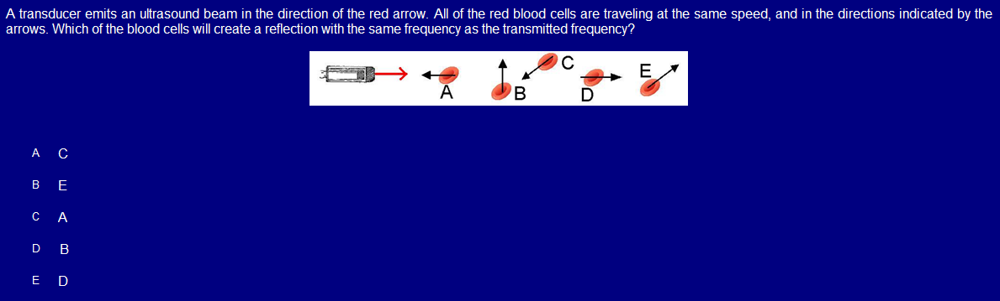 A transducer emits an ultrasound beam in the direction of the red arrow. All of the red blood cells are traveling at the same speed, and in the directions indicated by the
arrows. Which of the blood cells will create a reflection with the same frequency as the transmitted frequency?
A B C D E
A C
B E
C A
D B
E D